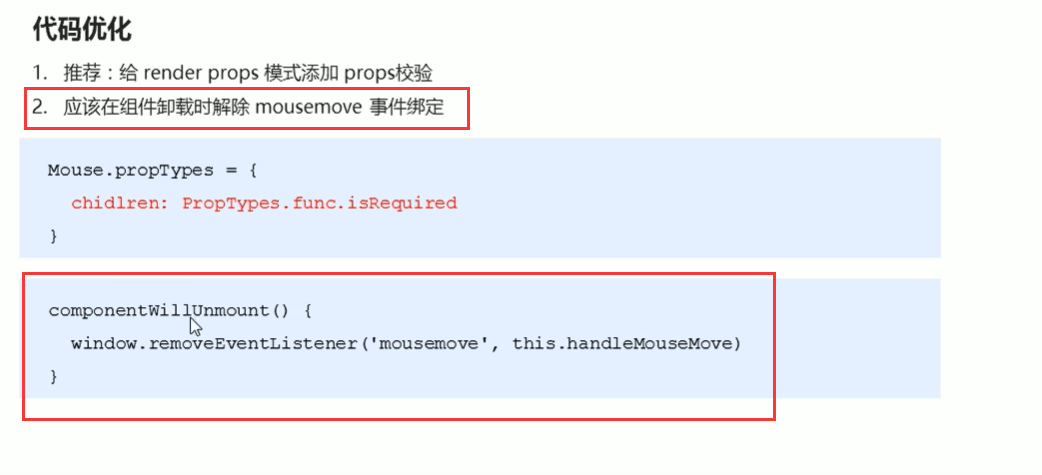 代码优化
1. 推荐：给 render props 模式添加 props校验
2. 应该在组件卸载时解除 mousemove 事件绑定
Mouse.propTypes = {
chidlren: PropTypes.func.isRequired
}
componentWillUnmount() {
window.removeEventListener('mousemove', this.handleMouseMove)
}